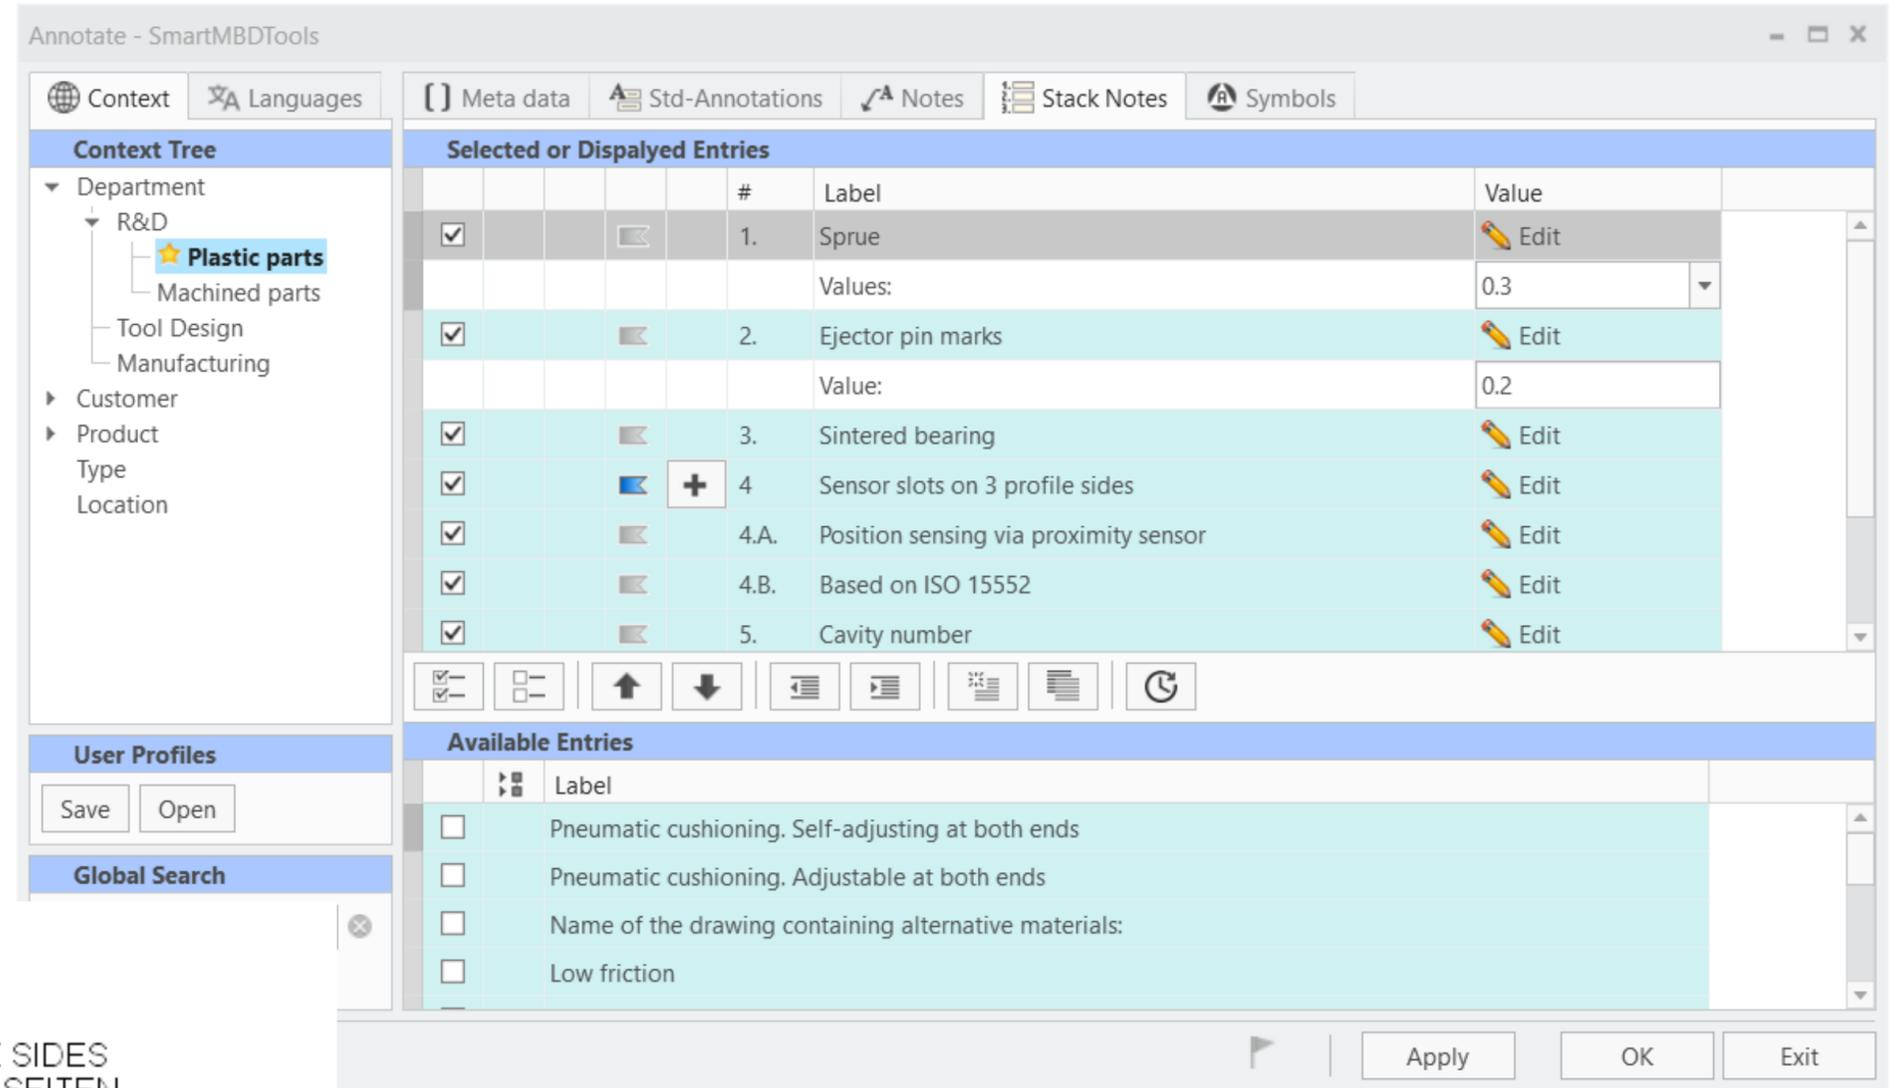 Annotate - SmartMBDTools
Context
Languages
Meta data
Std-Annotations
Notes
Stack Notes
Symbols
Context Tree
Department
R&D
Plastic parts
Machined parts
Tool Design
Manufacturing
Customer
Product
Type
Location
User Profiles
Save Open
Global Search
Selected or Dispalyed Entries
# Label Value
1. Sprue Edit
Values: 0.3
2. Ejector pin marks Edit
Value: 0.2
3. Sintered bearing Edit
4 Sensor slots on 3 profile sides Edit
4.A. Position sensing via proximity sensor Edit
4.B. Based on ISO 15552 Edit
5. Cavity number Edit
Available Entries
Label
Pneumatic cushioning. Self-adjusting at both ends
Pneumatic cushioning. Adjustable at both ends
Name of the drawing containing alternative materials:
Low friction
Apply OK Exit
SIDES
SEITEN